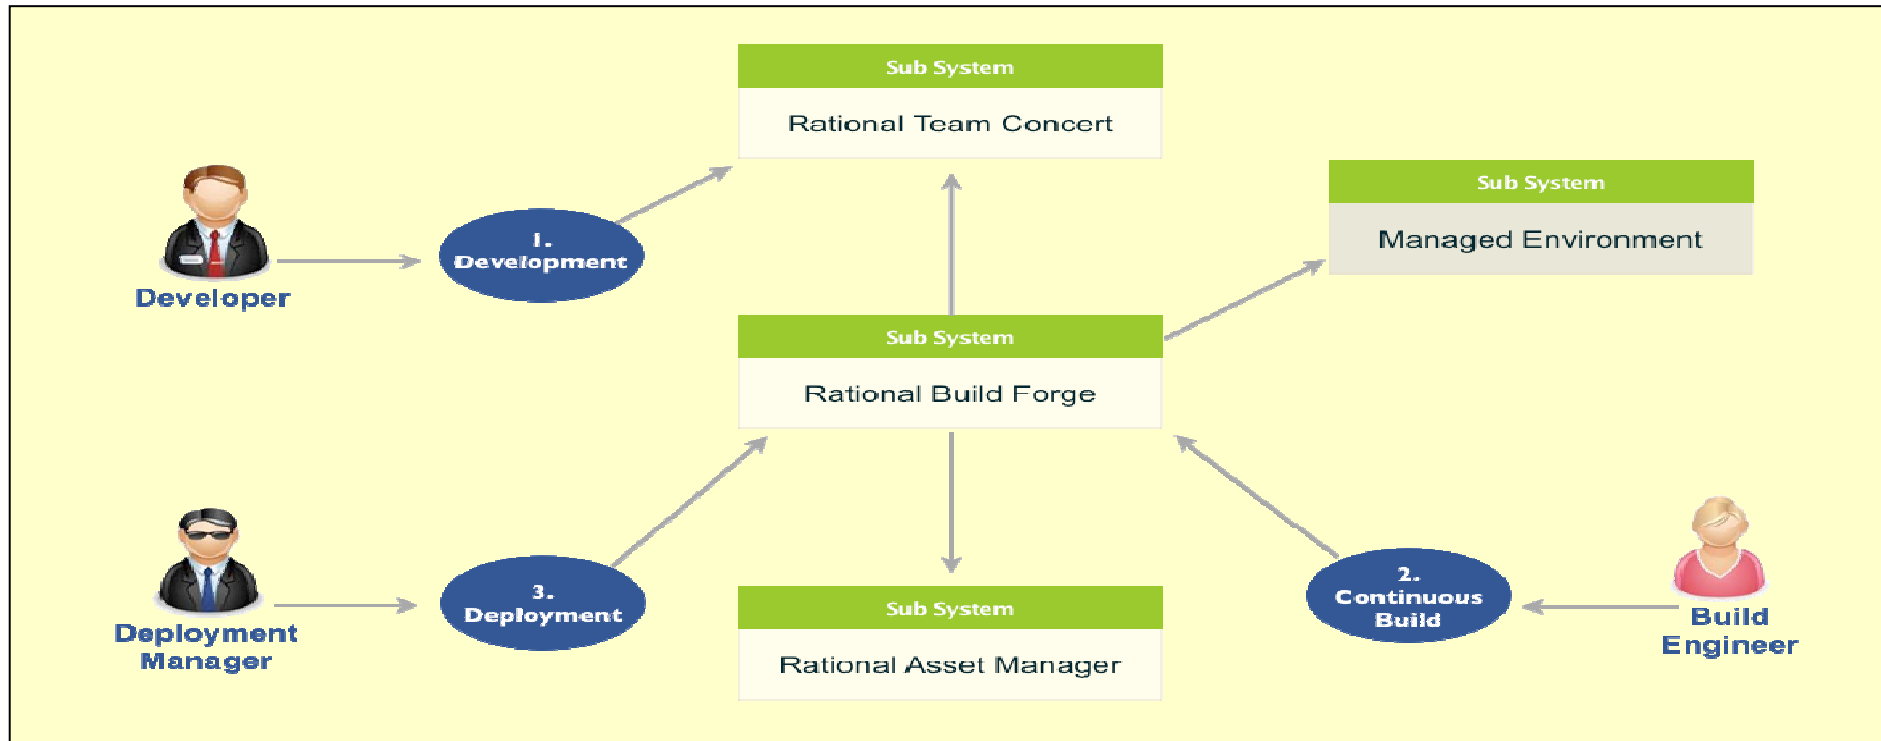 Sub System
Rational Team Concert
Sub System
Managed Environment
1.
Development
Developer
Sub System
Rational Build Forge
3.
Deployment
Deployment
Manager
Sub System
Rational Asset Manager
2.
Continuous
Build
Build
Engineer